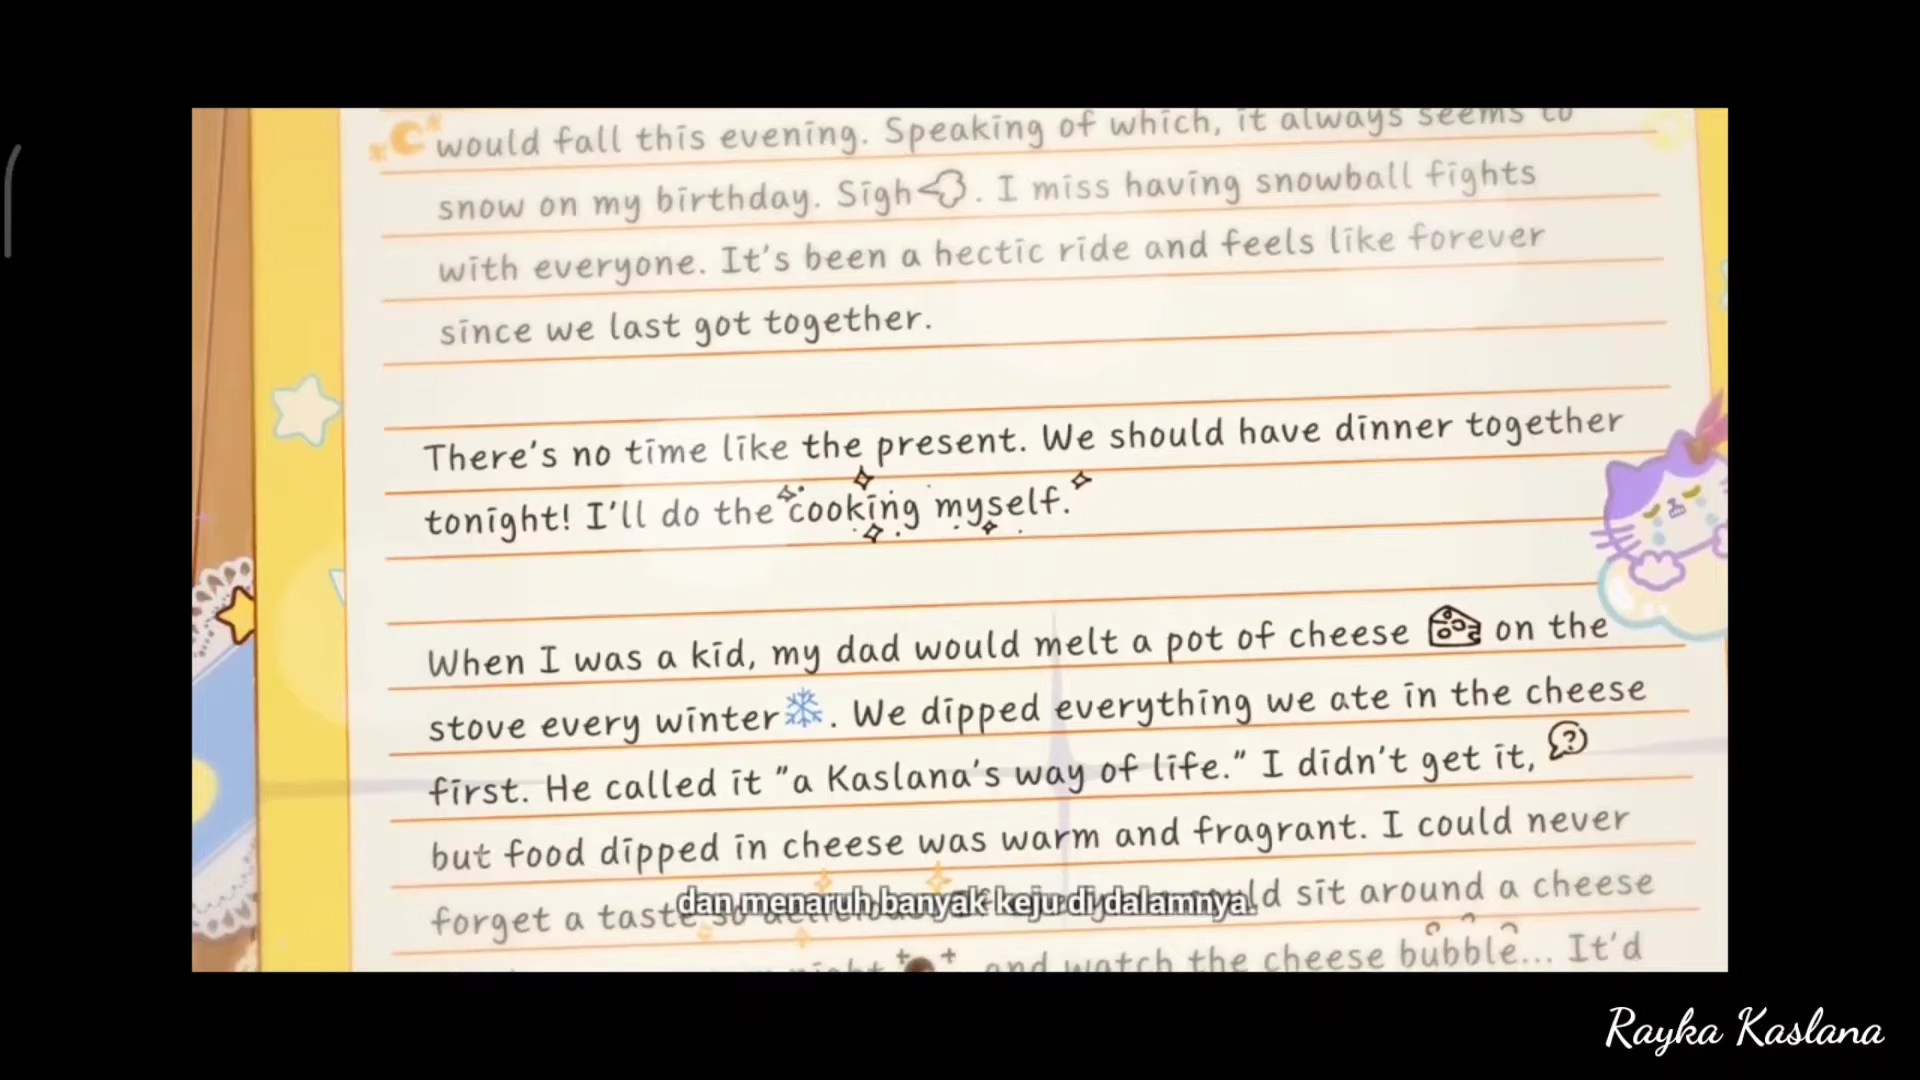 would fall this evening. Speaking of which, it always seems to
snow on my birthday. Sigh. I miss having snowball fights
with everyone. It's been a hectic ride and feels like forever
since we last got together.
There's no time like the present. We should have dinner together
tonight! I'll do the cooking myself.
When I was a kid, my dad would melt a pot of cheese on the
stove every winter. We dipped everything we ate in the cheese
first. He called it "a Kaslana's way of life." I didn't get it,
?
but food dipped in cheese was warm and fragrant. I could never
forget a taste so sit around a cheese
dan menaruh banyak keju di dalamnya.
and watch the cheese bubble... It'd
Rayka Kaslana